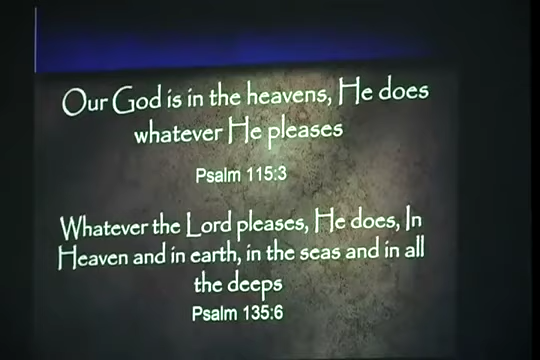 Our God is in the heavens, He does
whatever He pleases
Psalm 115:3
Whatever the Lord pleases, He does, In
Heaven and in earth, in the seas and in all
the deeps
Psalm 135:6